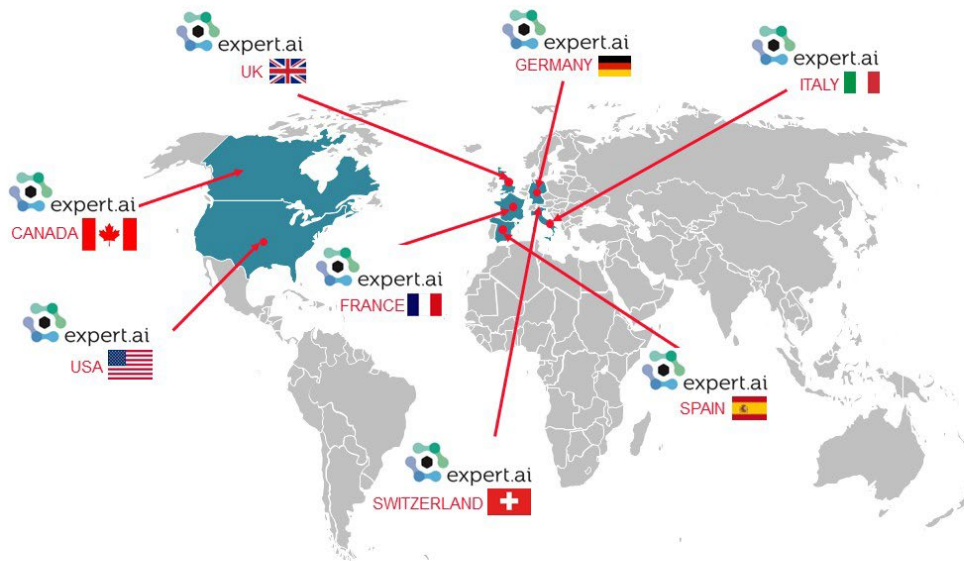 expert.ai
UK
expert.ai
GERMANY
expert.ai
ITALY
expert.ai
CANADA
expert.ai
FRANCE
expert.ai
USA
expert.ai
SPAIN
expert.ai
SWITZERLAND